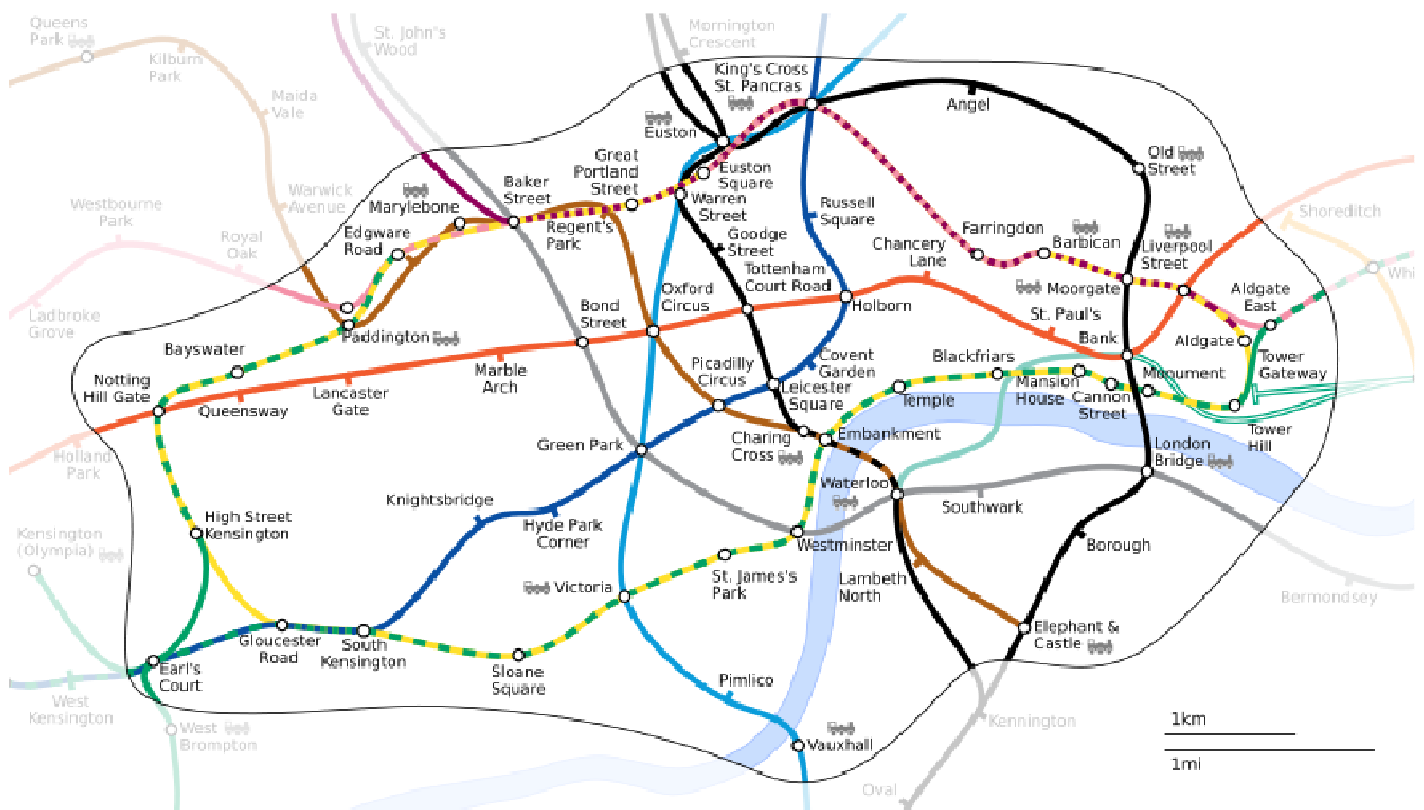 Queens
Park
Kilburn
Park
Maida
Vale
Warwick
Avenue
Westbourne
Park
Royal
Oak
Ladbroke
Grove
St. John's
Wood
Mornington
Crescent
King's Cross
St. Pancras
Euston
Angel
Old
Street
Great
Portland
Street
Euston
Square
Warren
Street
Baker
Street
Regent's
Park
Marylebone
Edgware
Road
Goodge
Street
Russell
Square
Tottenham
Court Road
Chancery
Lane
Farringdon
Barbican
Liverpool
Street
Moorgate
Shoreditch
Whi
Aldgate
East
Aldgate
Holborn
St. Paul's
Bank
Oxford
Circus
Bond
Street
Paddington
Bayswater
Notting
Hill Gate
Queensway
Lancaster
Gate
Marble
Arch
Holland
Park
Picadilly
Circus
Covent
Garden
Leicester
Square
Blackfriars
Mansion
House
Cannon
Street
Monument
Tower
Gateway
Tower
Hill
Temple
Embankment
Charing
Cross
Green Park
London
Bridge
Waterloo
Southwark
Knightsbridge
Hyde Park
Corner
High Street
Kensington
Kensington
(Olympia)
Westminster
St. James's
Park
Victoria
Lambeth
North
Borough
Bermondsey
Elephant &
Castle
Gloucester
Road
South
Kensington
Sloane
Square
Earl's
Court
West
Kensington
West
Brompton
Pimlico
Vauxhall
Kennington
Oval
1km
1mi